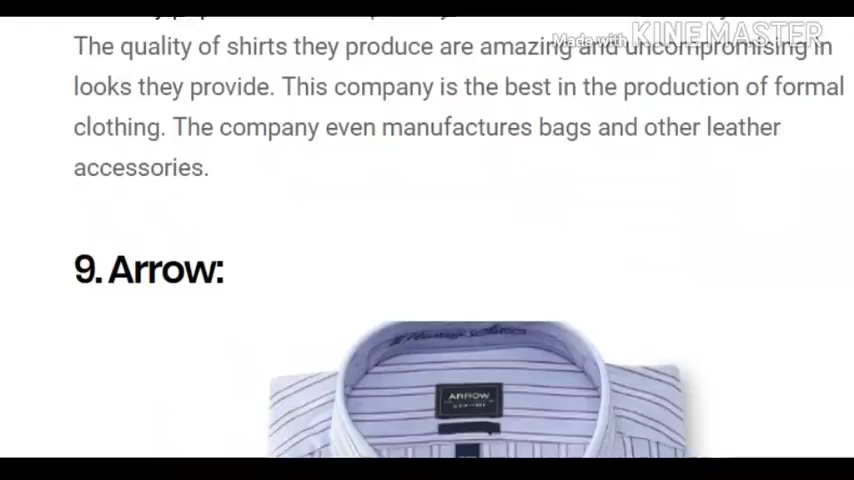 Made with KINEMASTER
The quality of shirts they produce are amazing and uncompromising in
looks they provide. This company is the best in the production of formal
clothing. The company even manufactures bags and other leather
accessories.
9. Arrow:
ARROW